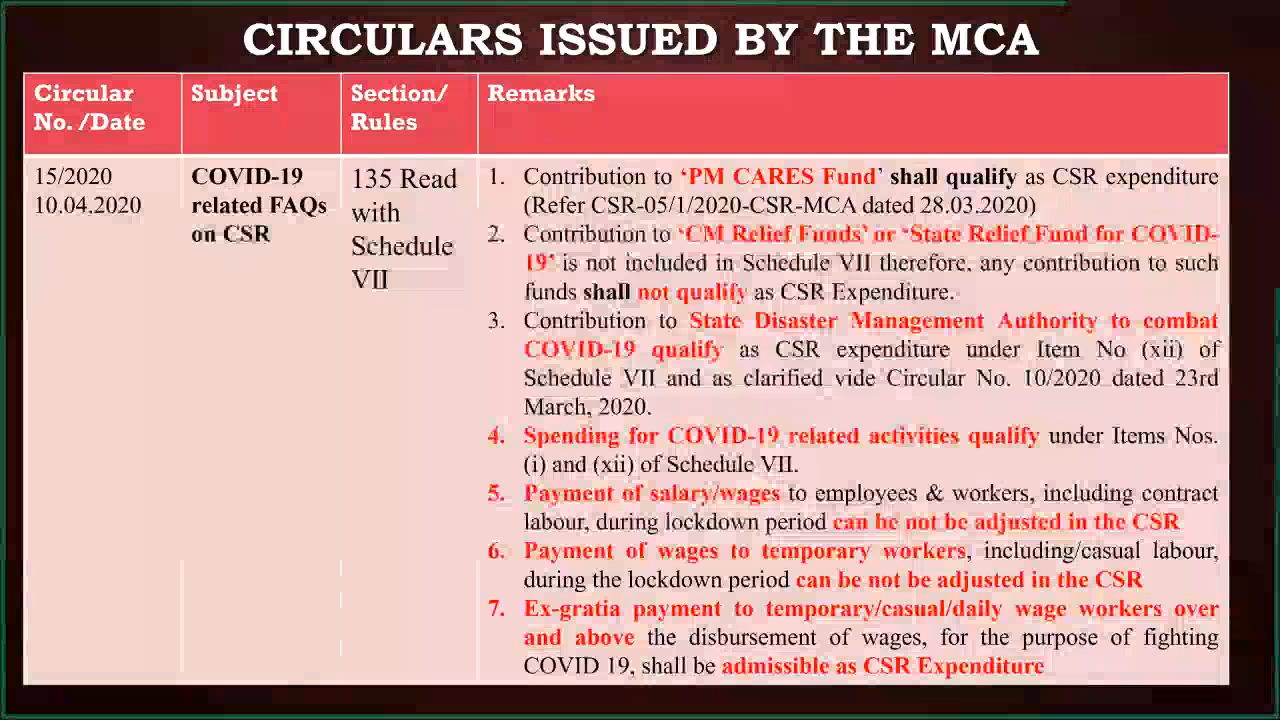 CIRCULARS ISSUED BY THE MCA
Circular No. /Date
Subject
Section/ Rules
Remarks
15/2020
10.04.2020
COVID-19
related FAQs
on CSR
135 Read
with
Schedule
VII
1. Contribution to ‘PM CARES Fund’ shall qualify as CSR expenditure
(Refer CSR-05/1/2020-CSR-MCA dated 28.03.2020)
2. Contribution to ‘CM Relief Funds’ or ‘State Relief Fund for COVID-
19’ is not included in Schedule VII therefore, any contribution to such
funds shall not qualify as CSR Expenditure.
3. Contribution to State Disaster Management Authority to combat
COVID-19 qualify as CSR expenditure under Item No (xii) of
Schedule VII and as clarified vide Circular No. 10/2020 dated 23rd
March, 2020.
4. Spending for COVID-19 related activities qualify under Items Nos.
(i) and (xii) of Schedule VII.
5. Payment of salary/wages to employees & workers, including contract
labour, during lockdown period can be not be adjusted in the CSR
6. Payment of wages to temporary workers, including/casual labour,
during the lockdown period can be not be adjusted in the CSR
7. Ex-gratia payment to temporary/casual/daily wage workers over
and above the disbursement of wages, for the purpose of fighting
COVID 19, shall be admissible as CSR Expenditure